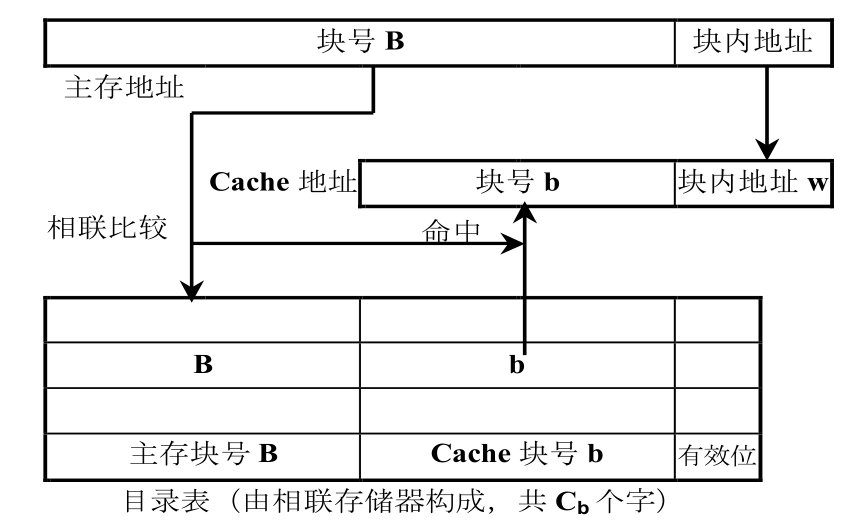 块号 B 块内地址
主存地址
Cache 地址 块号 b 块内地址 w
相联比较
命中
B b
主存块号 B Cache 块号 b 有效位
目录表（由相联存储器构成，共 Cb 个字）